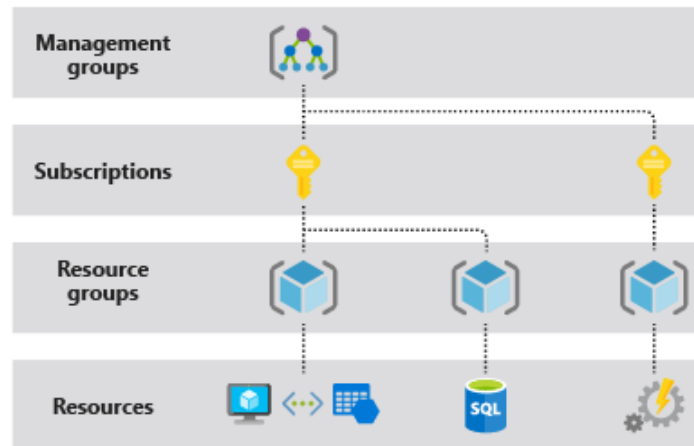 Management
groups
Subscriptions
Resource
groups
Resources
SQL